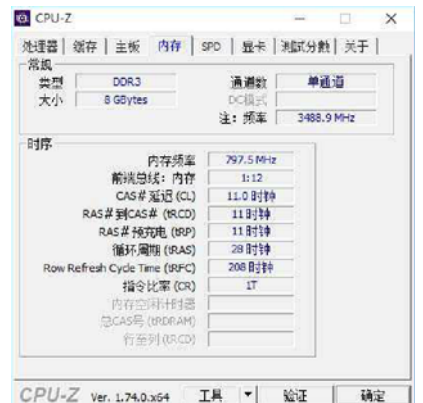 CPU-Z
处理器 缓存 主板 内存 SPD 显卡 测试分数 关于
常规
类型 DDR3 通道数 单通道
大小 8 GBytes DC模式
注：频率 3488.9 MHz
时序
内存频率 797.5 MHz
前端总线：内存 1:12
CAS# 延迟 (CL) 11.0 时钟
RAS# 到CAS# (tRCD) 11 时钟
RAS# 预充电 (tRP) 11 时钟
循环周期 (tRAS) 28 时钟
Row Refresh Cycle Time (tRFC) 208 时钟
指令比率 (CR) 1T
内存空闲计时器
总CAS号 (tRDRAM)
行至列 (tRCD)
CPU-Z Ver. 1.74.0.x64 工具 验证 确定